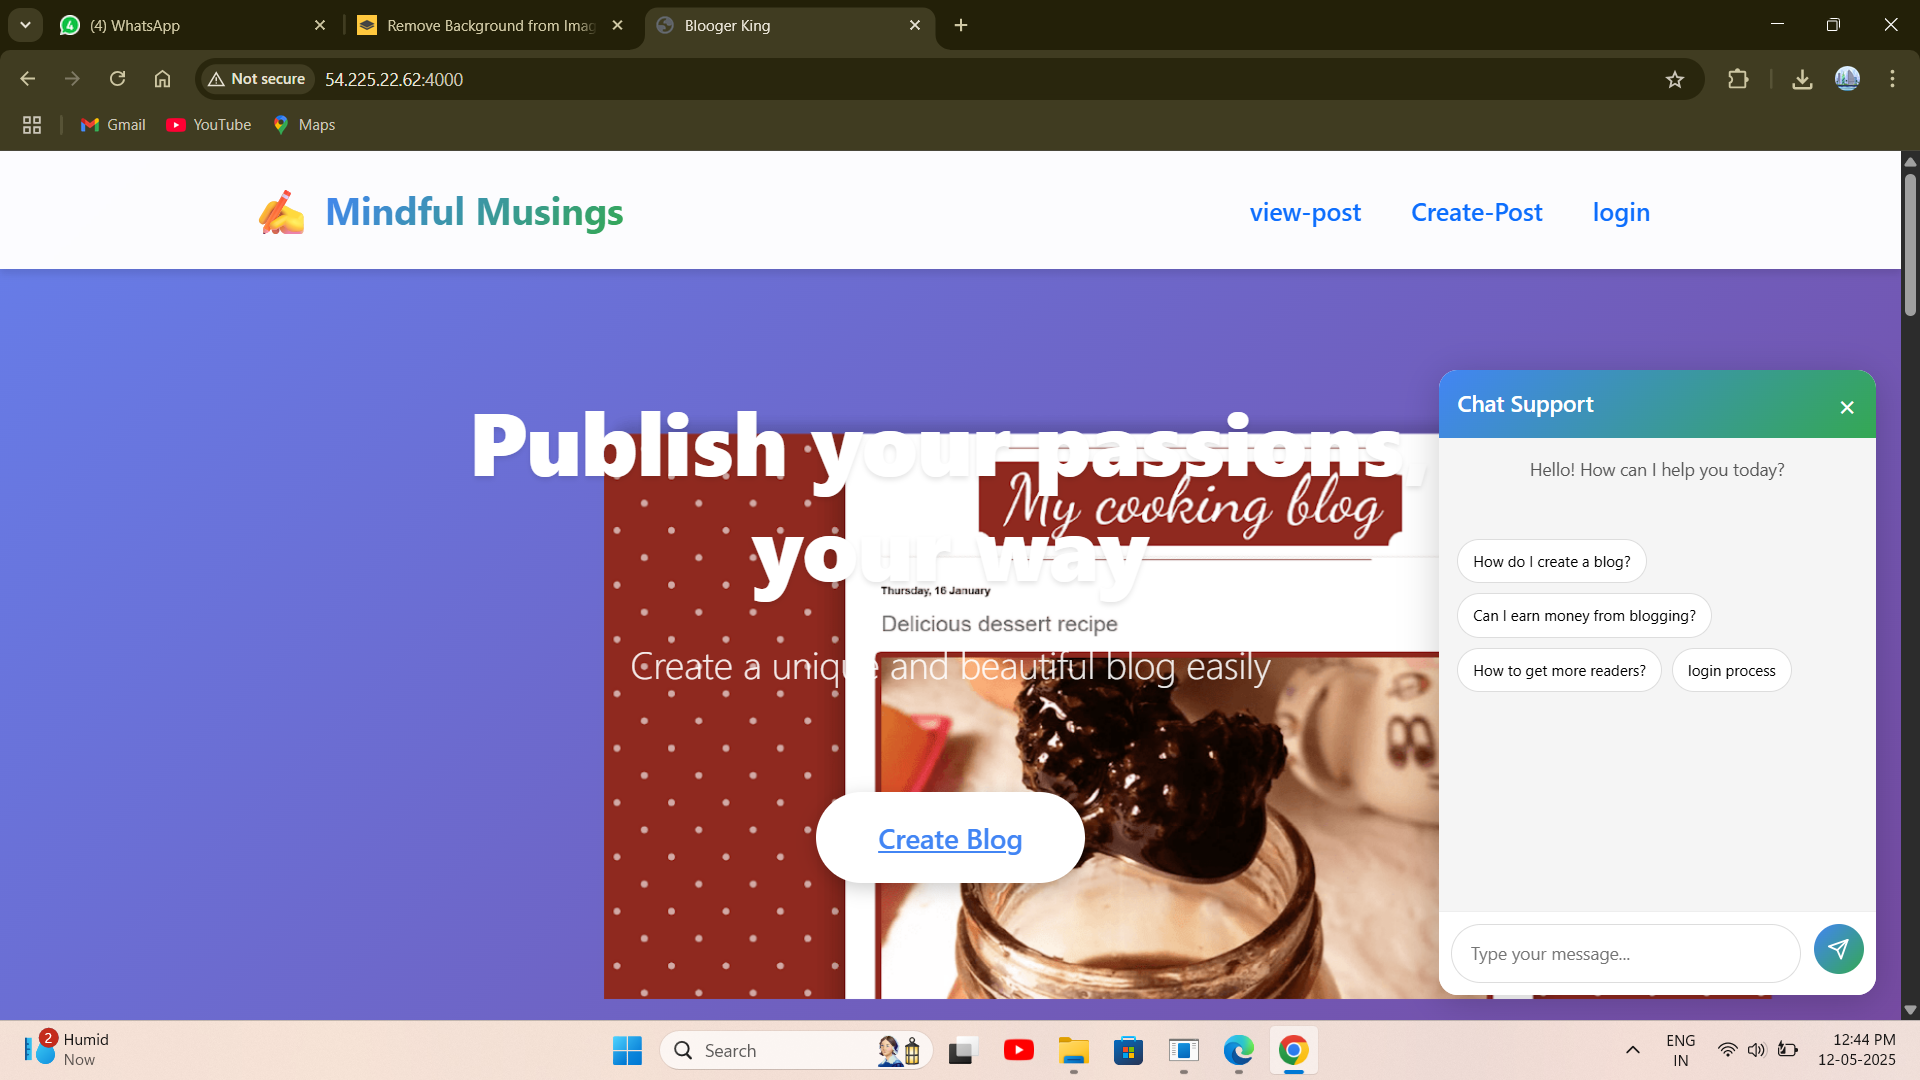 (4) WhatsApp
Remove Background from Imag
Blooger King
Not secure
54.225.22.62:4000
Gmail
YouTube
Maps
Mindful Musings
view-post
Create-Post
login
Publish your passions,
your way
My cooking blog
Thursday, 16 January
Delicious dessert recipe
Create a unique and beautiful blog easily
Create Blog
Chat Support
Hello! How can I help you today?
How do I create a blog?
Can I earn money from blogging?
How to get more readers?
login process
Type your message...
2
Humid
Now
Search
ENG
IN
12:44 PM
12-05-2025